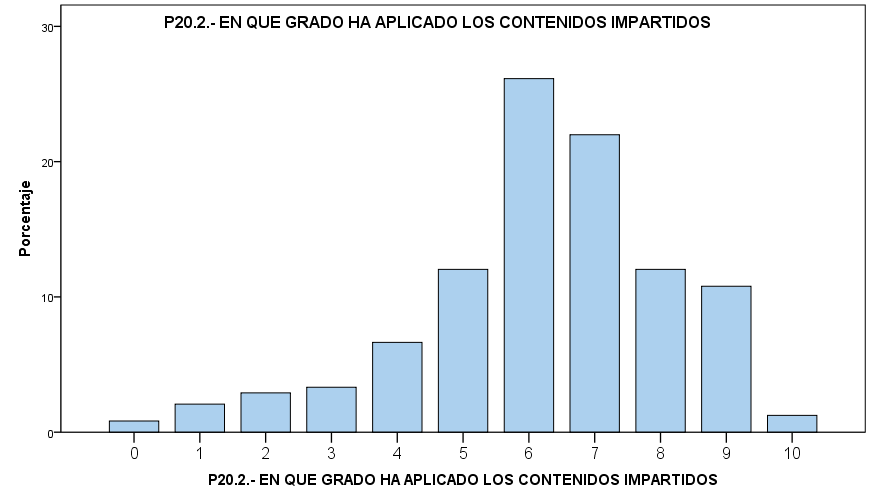 P20.2.- EN QUE GRADO HA APLICADO LOS CONTENIDOS IMPARTIDOS
30
20
10
0
Porcentaje
0 1 2 3 4 5 6 7 8 9 10
P20.2.- EN QUE GRADO HA APLICADO LOS CONTENIDOS IMPARTIDOS